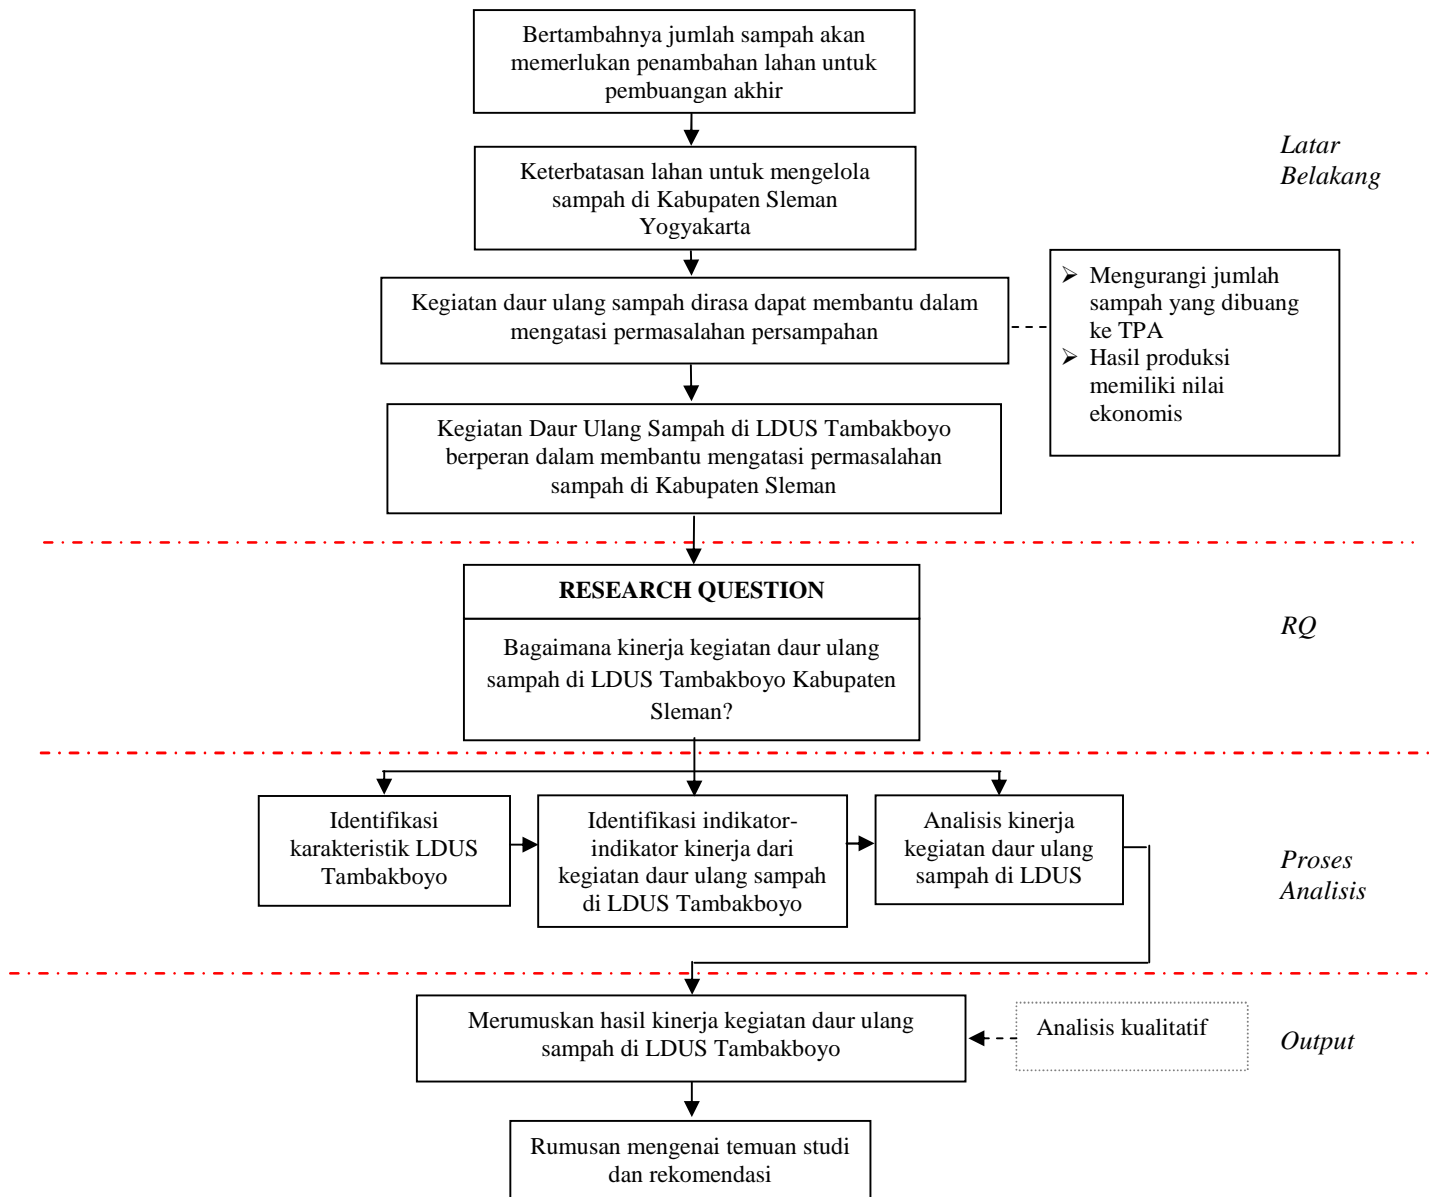 Bertambahnya jumlah sampah akan
memerlukan penambahan lahan untuk
pembuangan akhir
Latar
Belakang
Keterbatasan lahan untuk mengelola
sampah di Kabupaten Sleman
Yogyakarta
Kegiatan daur ulang sampah dirasa dapat membantu dalam
mengatasi permasalahan persampahan
➢ Mengurangi jumlah
sampah yang dibuang
ke TPA
➢ Hasil produksi
memiliki nilai
ekonomis
Kegiatan Daur Ulang Sampah di LDUS Tambakboyo
berperan dalam membantu mengatasi permasalahan
sampah di Kabupaten Sleman
RESEARCH QUESTION
Bagaimana kinerja kegiatan daur ulang
sampah di LDUS Tambakboyo Kabupaten
Sleman?
RQ
Identifikasi
karakteristik LDUS
Tambakboyo
Identifikasi indikator-
indikator kinerja dari
kegiatan daur ulang sampah
di LDUS Tambakboyo
Analisis kinerja
kegiatan daur ulang
sampah di LDUS
Proses
Analisis
Merumuskan hasil kinerja kegiatan daur ulang
sampah di LDUS Tambakboyo
Analisis kualitatif
Output
Rumusan mengenai temuan studi
dan rekomendasi